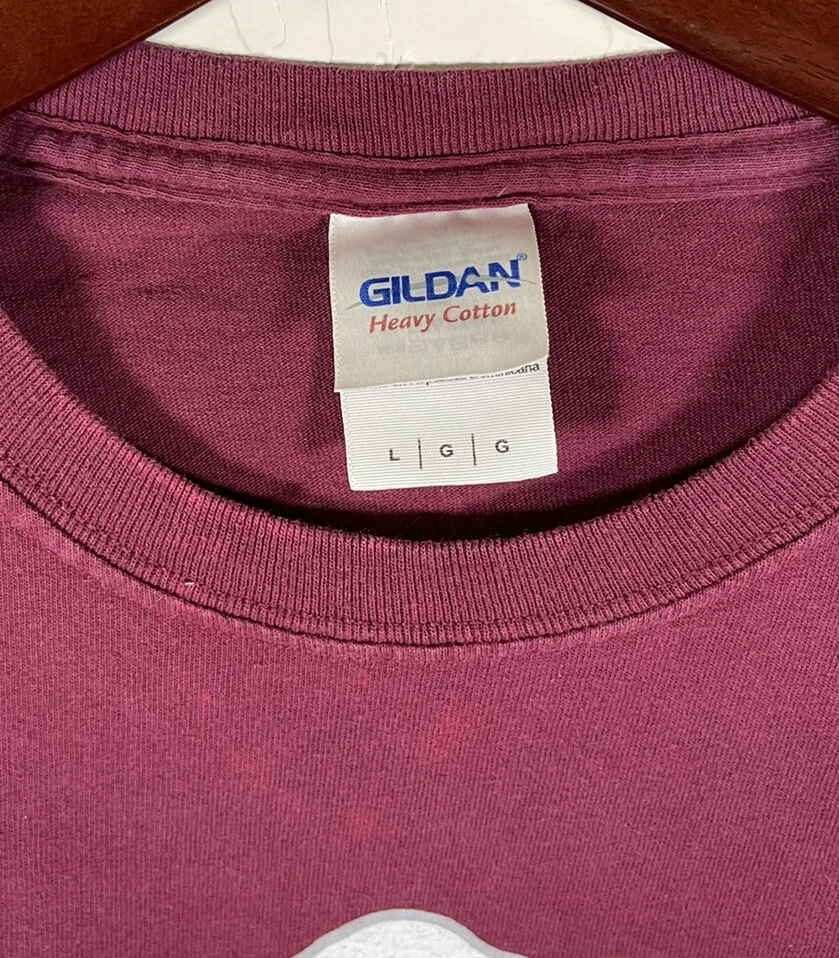 GILDAN®
Heavy Cotton
L | G | G